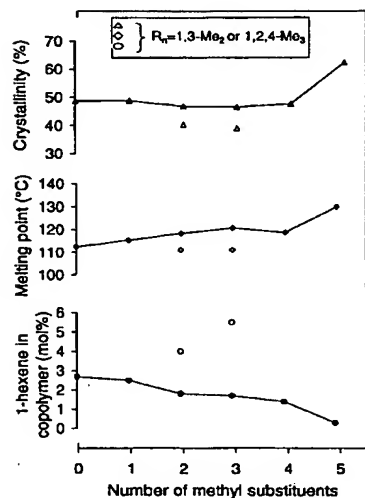 Rn=1,3-Me2 or 1,2,4-Me3
Crystallinity (%)
70
60
50
40
30
Melting point (°C)
140
130
120
110
100
1-hexene in
copolymer (mol%)
6
5
4
3
2
1
0
0 1 2 3 4 5
Number of methyl substituents